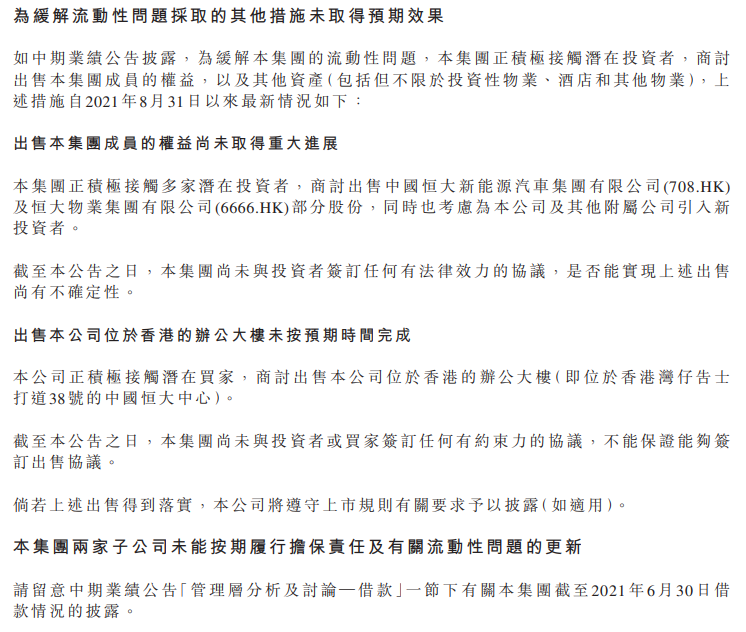 為緩解流動性問題採取的其他措施未取得預期效果
如中期業績公告披露，為緩解本集團的流動性問題，本集團正積極接觸潛在投資者，商討
出售本集團成員的權益，以及其他資產(包括但不限於投資性物業、酒店和其他物業)，上
述措施自2021年8月31日以來最新情況如下：
出售本集團成員的權益尚未取得重大進展
本集團正積極接觸多家潛在投資者，商討出售中國恒大新能源汽車集團有限公司(708.HK)
及恒大物業集團有限公司(6666.HK)部分股份，同時也考慮為本公司及其他附屬公司引入新
投資者。
截至本公告之日，本集團尚未與投資者簽訂任何有法律效力的協議，是否能實現上述出售
尚有不確定性。
出售本公司位於香港的辦公大樓未按預期時間完成
本公司正積極接觸潛在買家，商討出售本公司位於香港的辦公大樓(即位於香港灣仔告士
打道38號的中國恒大中心)。
截至本公告之日，本集團尚未與投資者或買家簽訂任何有約束力的協議，不能保證能夠簽
訂出售協議。
倘若上述出售得到落實，本公司將遵守上市規則有關要求予以披露(如適用)。
本集團兩家子公司未能按期履行擔保責任及有關流動性問題的更新
請留意中期業績公告「管理層分析及討論—借款」一節下有關本集團截至2021年6月30日借
款情況的披露。